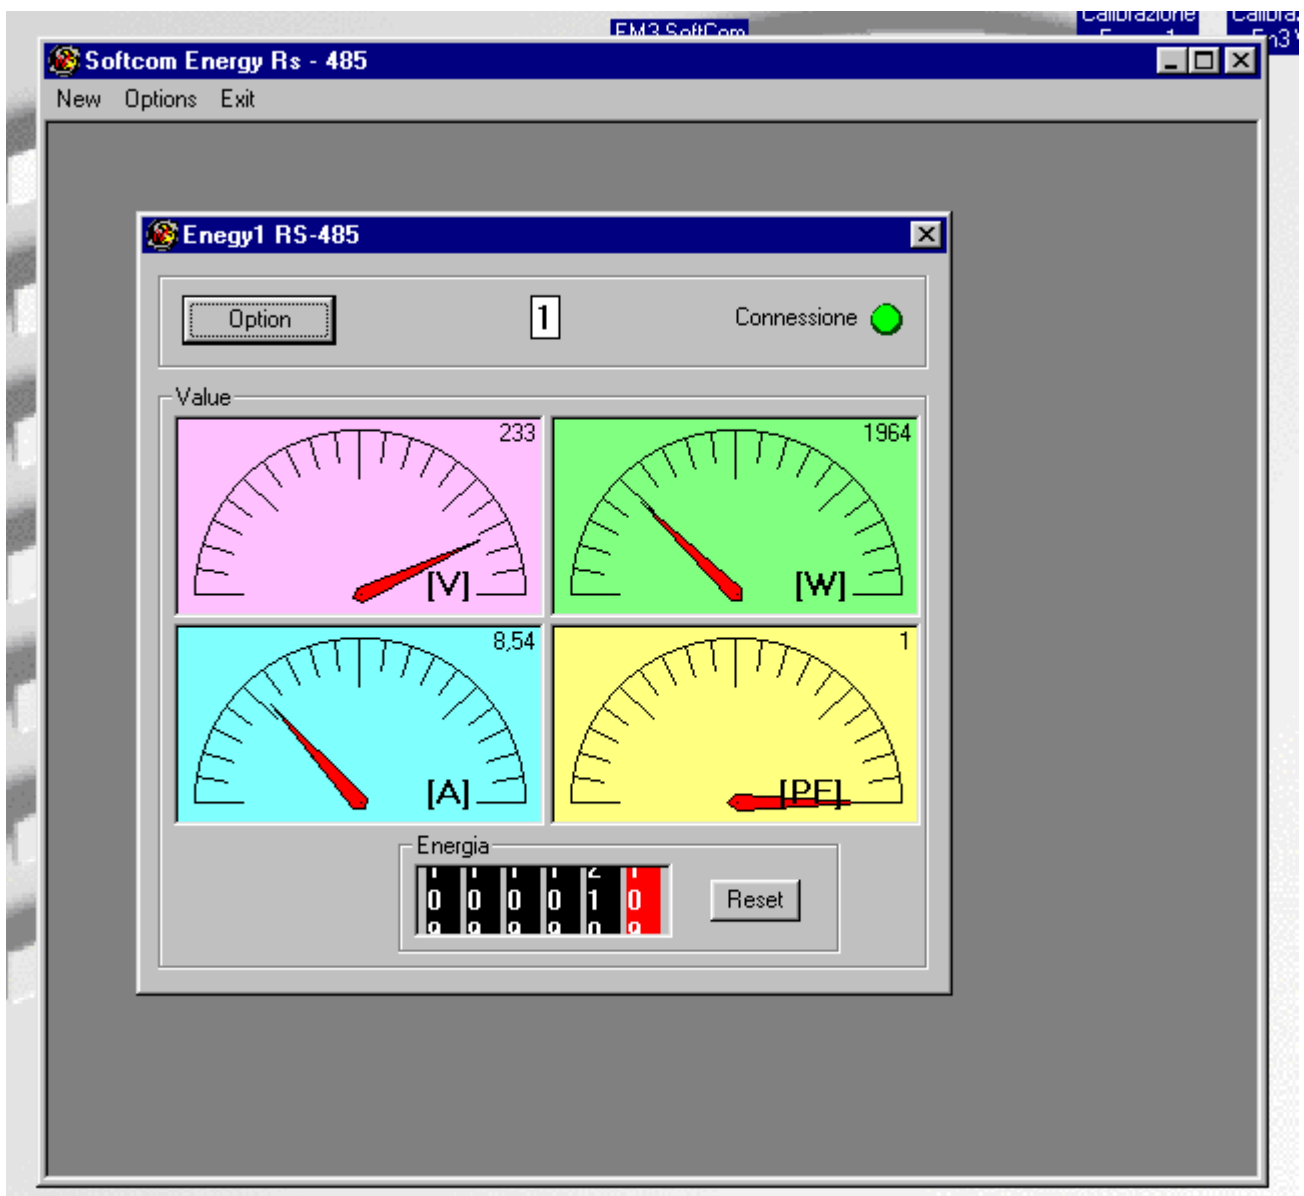 EM3 SoftCom
Calibrazione
Softcom Energy Rs - 485
New Options Exit
Enegy1 RS-485
Option 1 Connessione
Value
233 1964
[V] [W]
8,54 1
[A] [PF]
Energia
0 0 0 0 1 0
Reset